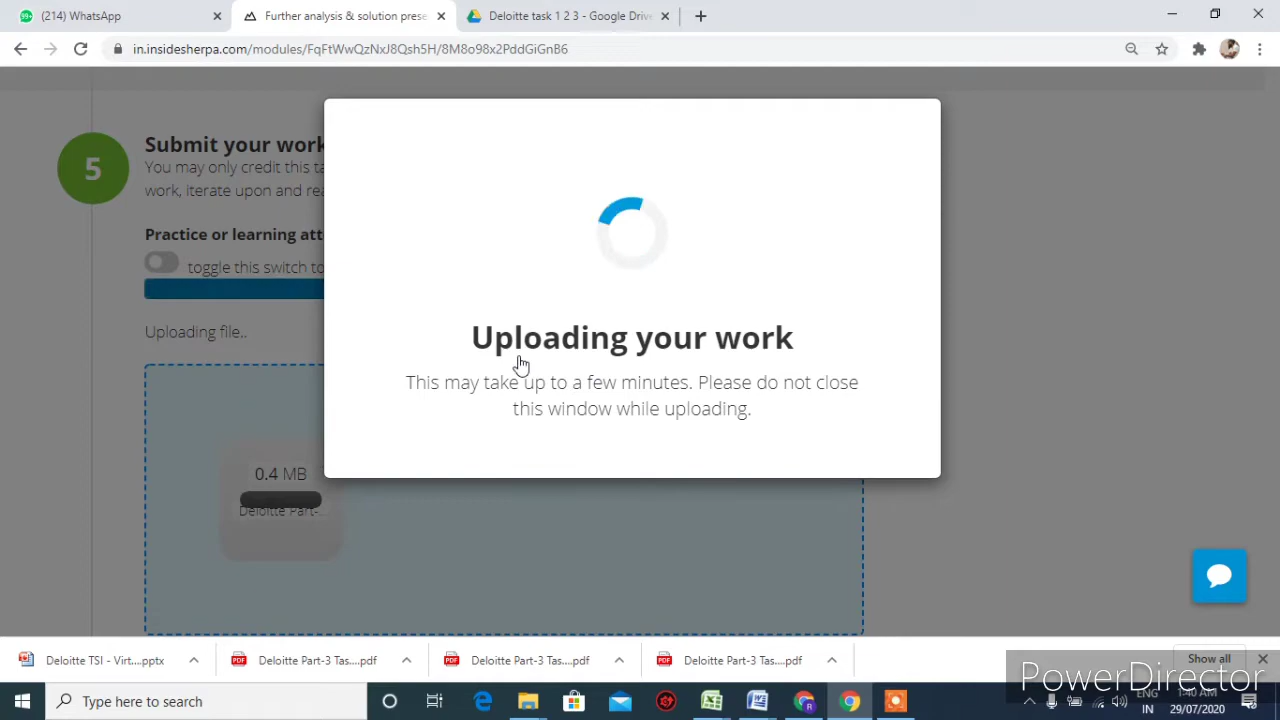 (214) WhatsApp
Further analysis & solution prese
Deloitte task 1 2 3 - Google Drive
in.insidesherpa.com/modules/FqFtWwQzNxJ8Qsh5H/8M8o98x2PddGiGnB6
5
Submit your work
You may only credit this ta
work, iterate upon and rea
Practice or learning att
toggle this switch to
Uploading file..
Uploading your work
This may take up to a few minutes. Please do not close
this window while uploading.
0.4 MB
Deloitte Part-...
Deloitte TSI - Virt....pptx
Deloitte Part-3 Tas....pdf
Deloitte Part-3 Tas....pdf
Deloitte Part-3 Tas....pdf
Show all
PowerDirector
Type here to search
ENG
IN
1:40 AM
29/07/2020